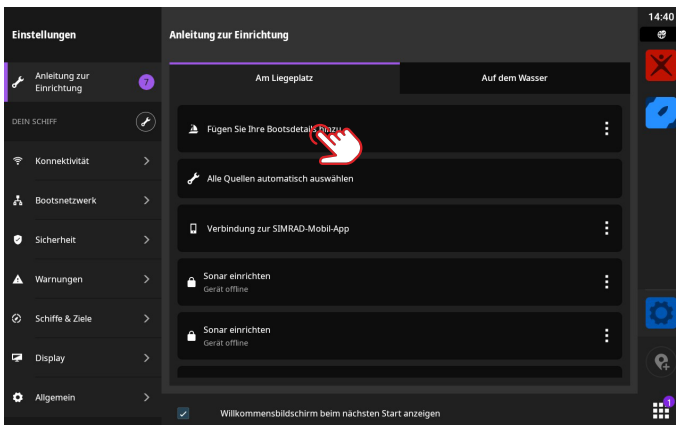 14:40
Einstellungen
Anleitung zur Einrichtung
Anleitung zur
Einrichtung
7
Am Liegeplatz
Auf dem Wasser
DEIN SCHIFF
Fügen Sie Ihre Bootsdetails hinzu
Alle Quellen automatisch auswählen
Konnektivität
Bootsnetzwerk
Verbindung zur SIMRAD-Mobil-App
Sicherheit
Sonar einrichten
Gerät offline
Warnungen
Schiffe & Ziele
Sonar einrichten
Gerät offline
Display
Allgemein
Willkommensbildschirm beim nächsten Start anzeigen
1